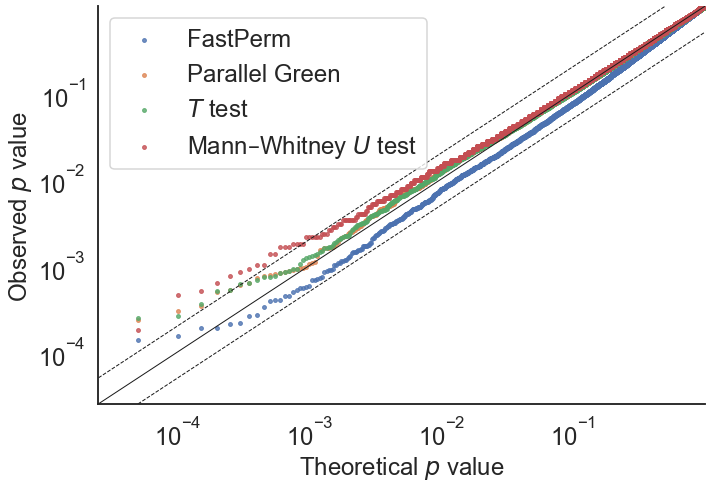 FastPerm
Parallel Green
T test
Mann–Whitney U test
Observed p value
10⁻¹
10⁻²
10⁻³
10⁻⁴
10⁻⁴ 10⁻³ 10⁻² 10⁻¹
Theoretical p value